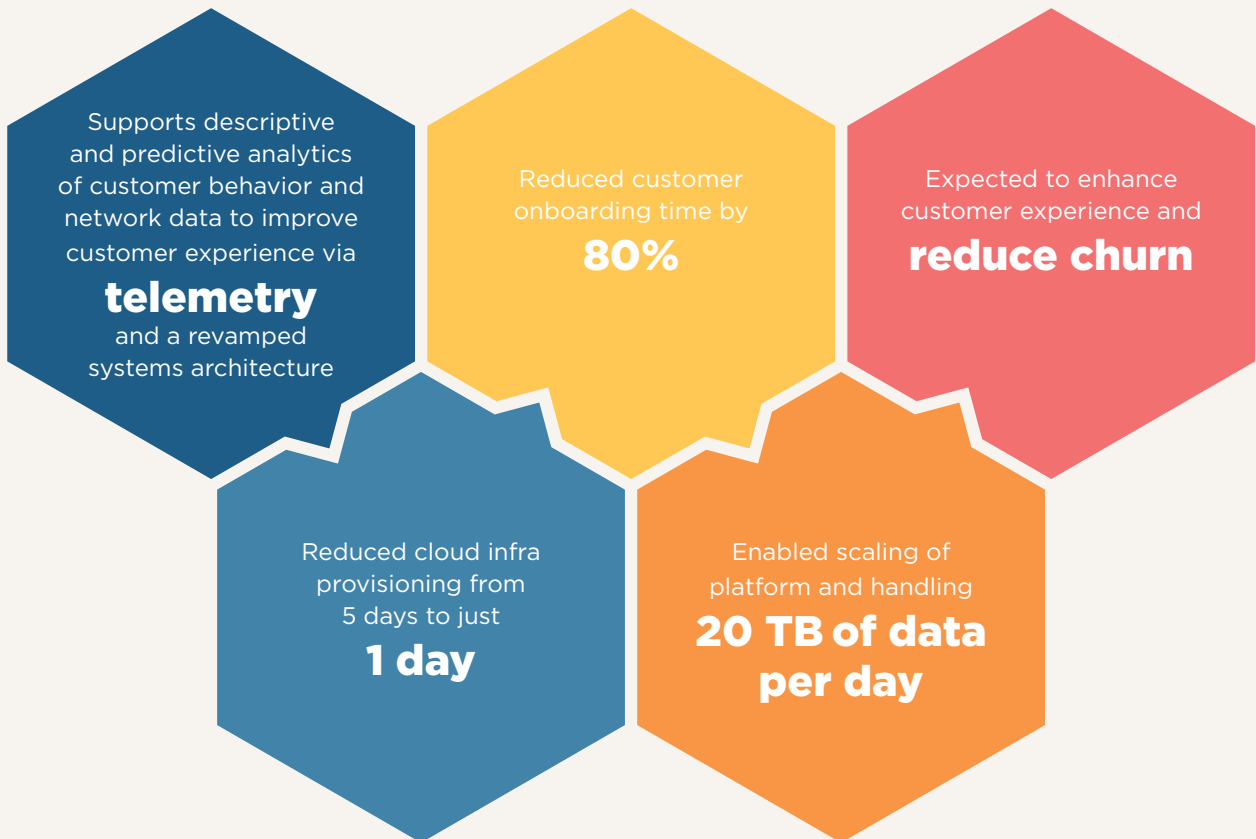 Supports descriptive
and predictive analytics
of customer behavior and
network data to improve
customer experience via
telemetry
and a revamped
systems architecture
Reduced customer
onboarding time by
80%
Expected to enhance
customer experience and
reduce churn
Reduced cloud infra
provisioning from
5 days to just
1 day
Enabled scaling of
platform and handling
20 TB of data
per day